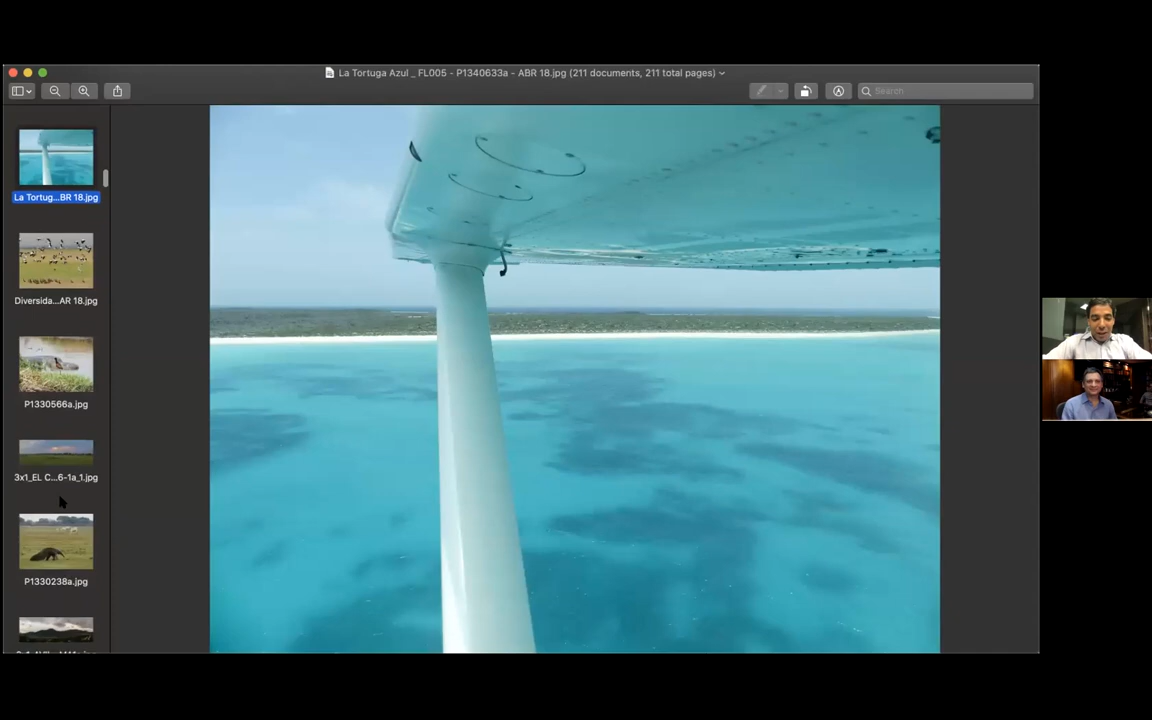 La Tortuga Azul _ FL005 - P1340633a - ABR 18.jpg (211 documents, 211 total pages)
Search
La Tortug...BR 18.jpg
Diversida...AR 18.jpg
P1330566a.jpg
3x1_EL C...6-1a_1.jpg
P1330238a.jpg